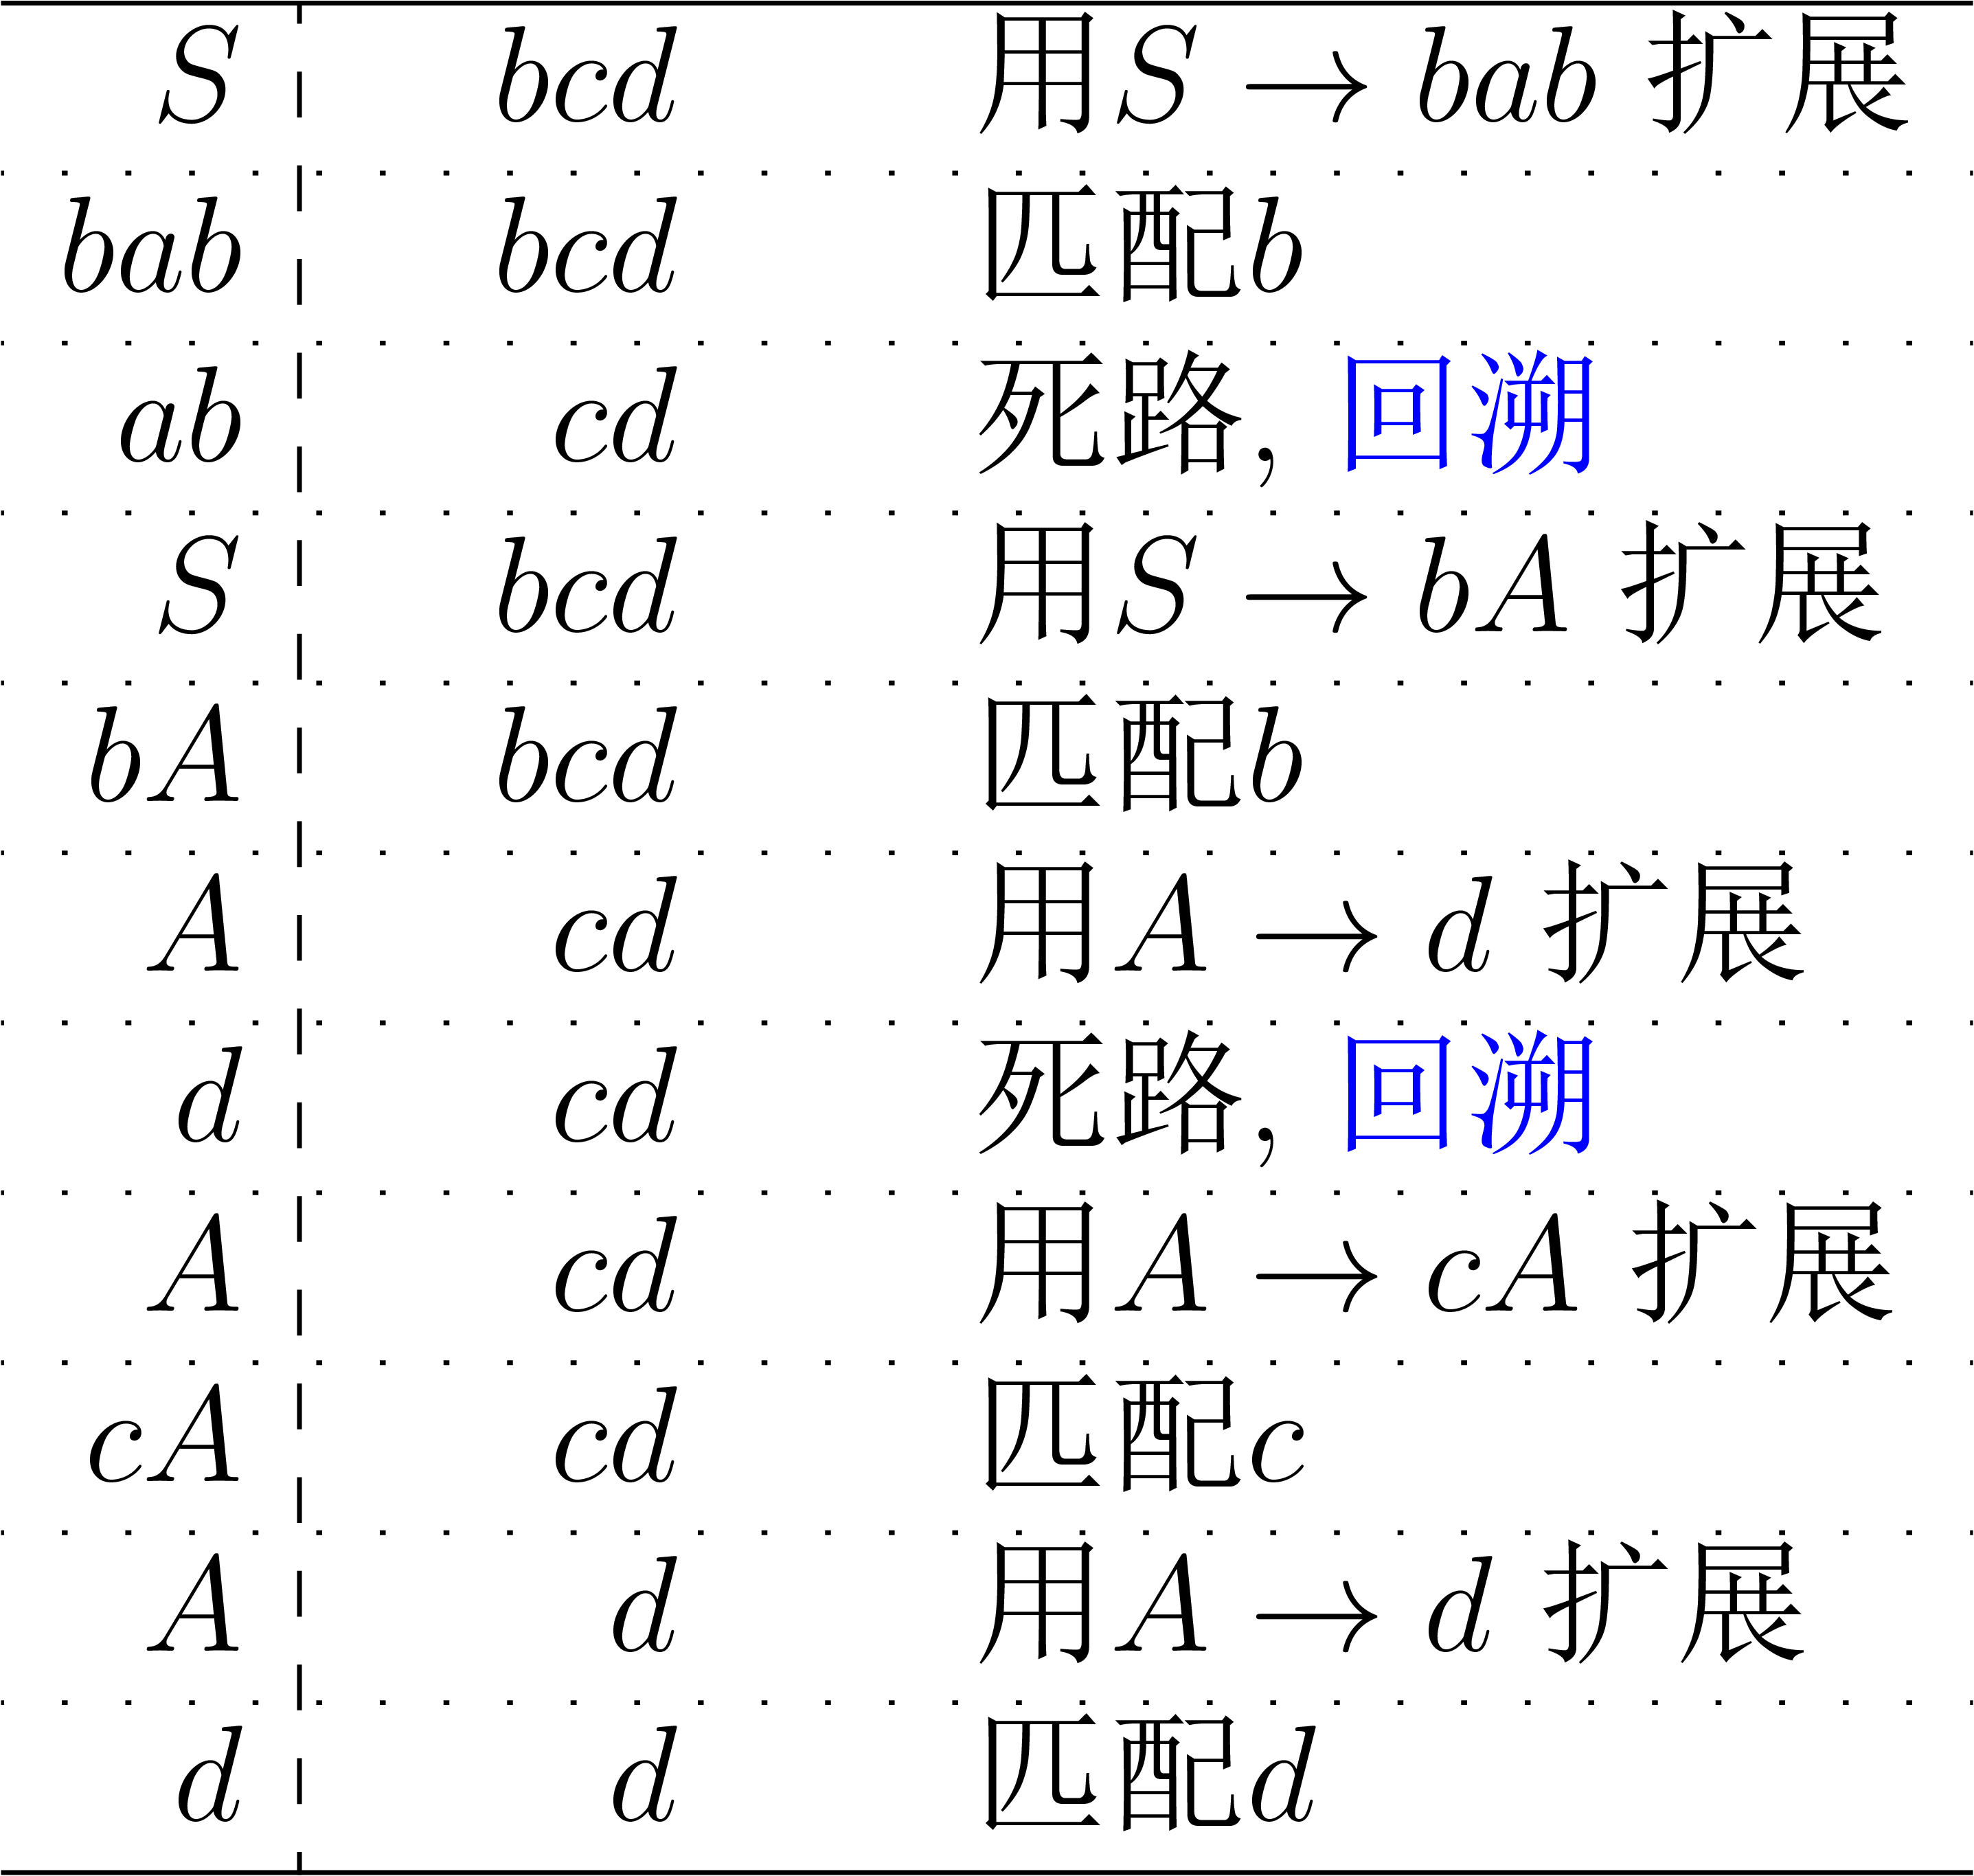 S bcd 用S → bab 扩展
bab bcd 匹配b
ab cd 死路, 回溯
S bcd 用S → bA 扩展
bA bcd 匹配b
A cd 用A → d 扩展
d cd 死路, 回溯
A cd 用A → cA 扩展
cA cd 匹配c
A d 用A → d 扩展
d d 匹配d